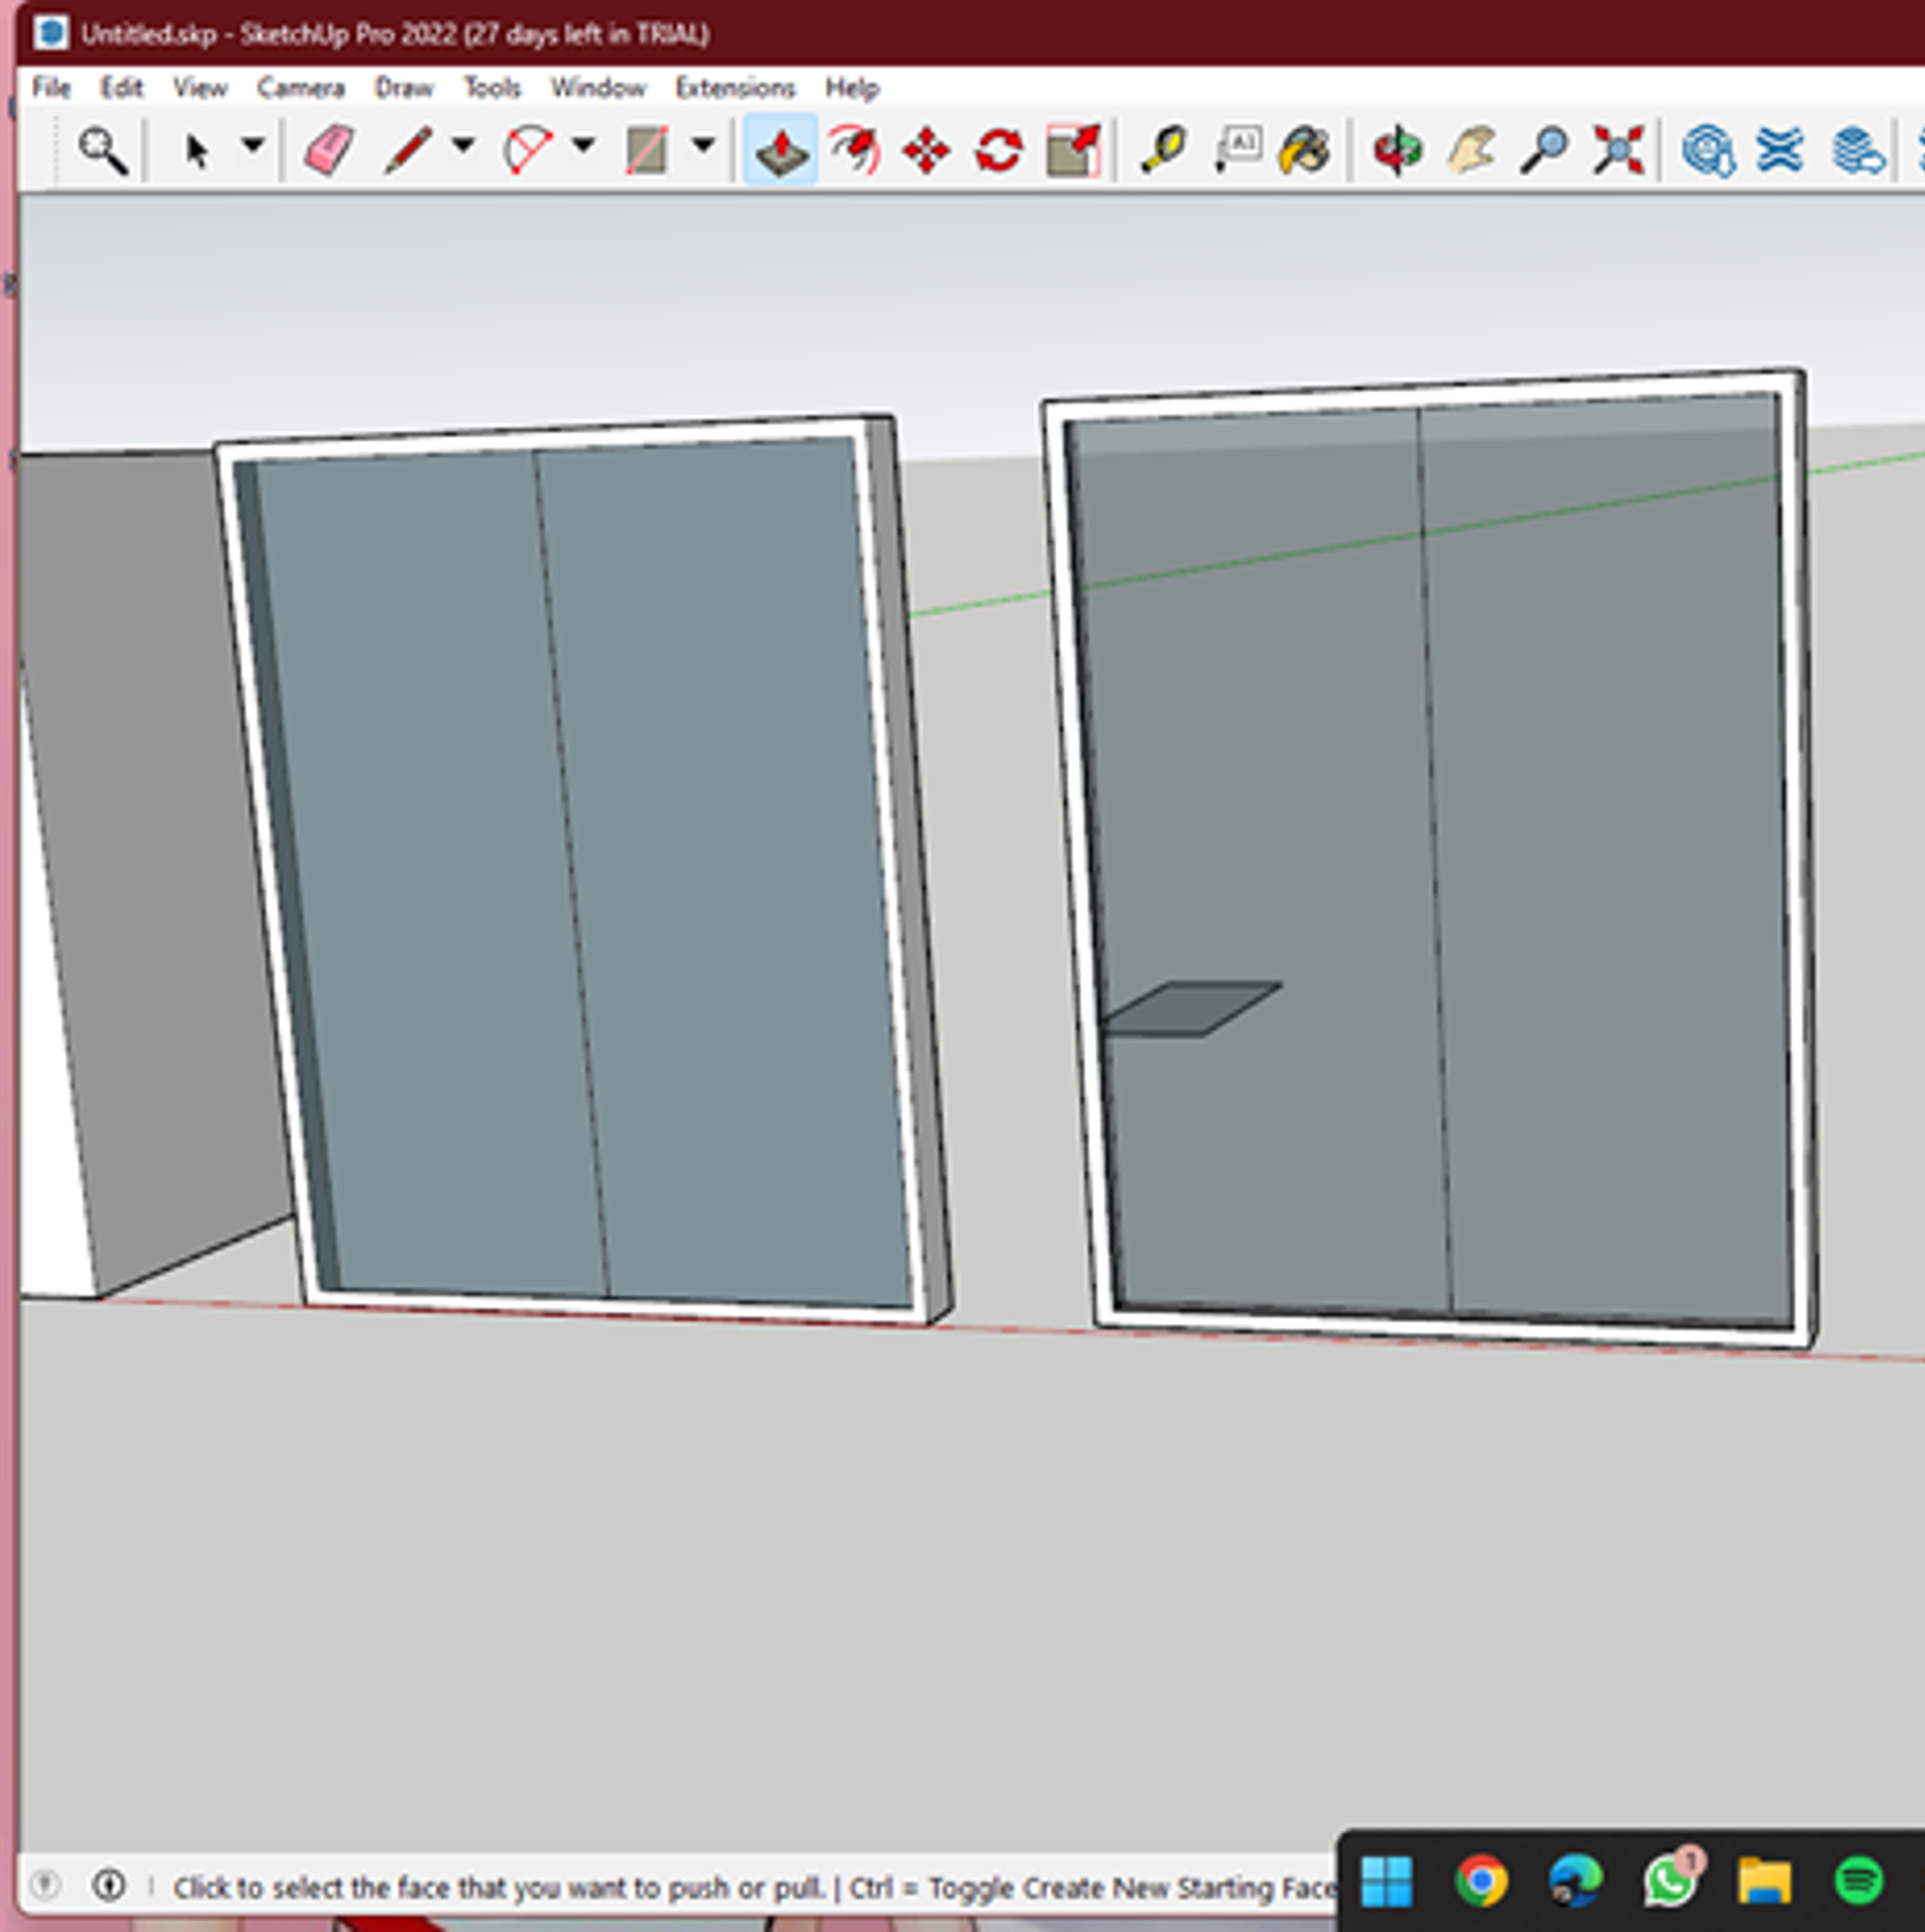 Untitled.skp - SketchUp Pro 2022 (27 days left in TRIAL)
File Edit View Camera Draw Tools Window Extensions Help
A1
Click to select the face that you want to push or pull. | Ctrl = Toggle Create New Starting Face
1